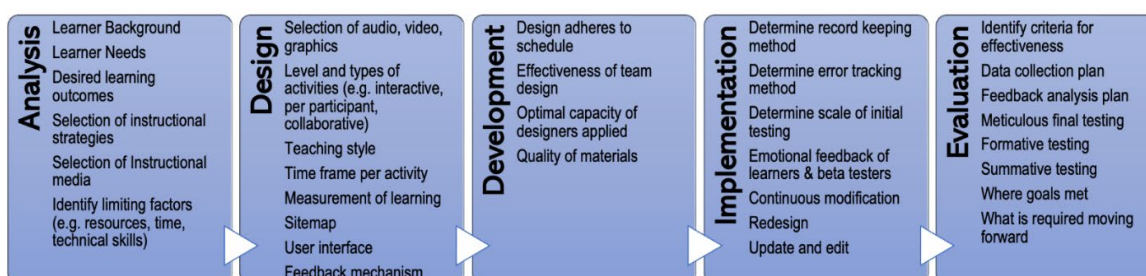 Analysis
Learner Background
Learner Needs
Desired learning
outcomes
Selection of instructional
strategies
Selection of Instructional
media
Identify limiting factors
(e.g. resources, time,
technical skills)
Design
Selection of audio, video,
graphics
Level and types of
activities (e.g. interactive,
per participant,
collaborative)
Teaching style
Time frame per activity
Measurement of learning
Sitemap
User interface
Feedback mechanism
Development
Design adheres to
schedule
Effectiveness of team
design
Optimal capacity of
designers applied
Quality of materials
Implementation
Determine record keeping
method
Determine error tracking
method
Determine scale of initial
testing
Emotional feedback of
learners & beta testers
Continuous modification
Redesign
Update and edit
Evaluation
Identify criteria for
effectiveness
Data collection plan
Feedback analysis plan
Meticulous final testing
Formative testing
Summative testing
Where goals met
What is required moving
forward